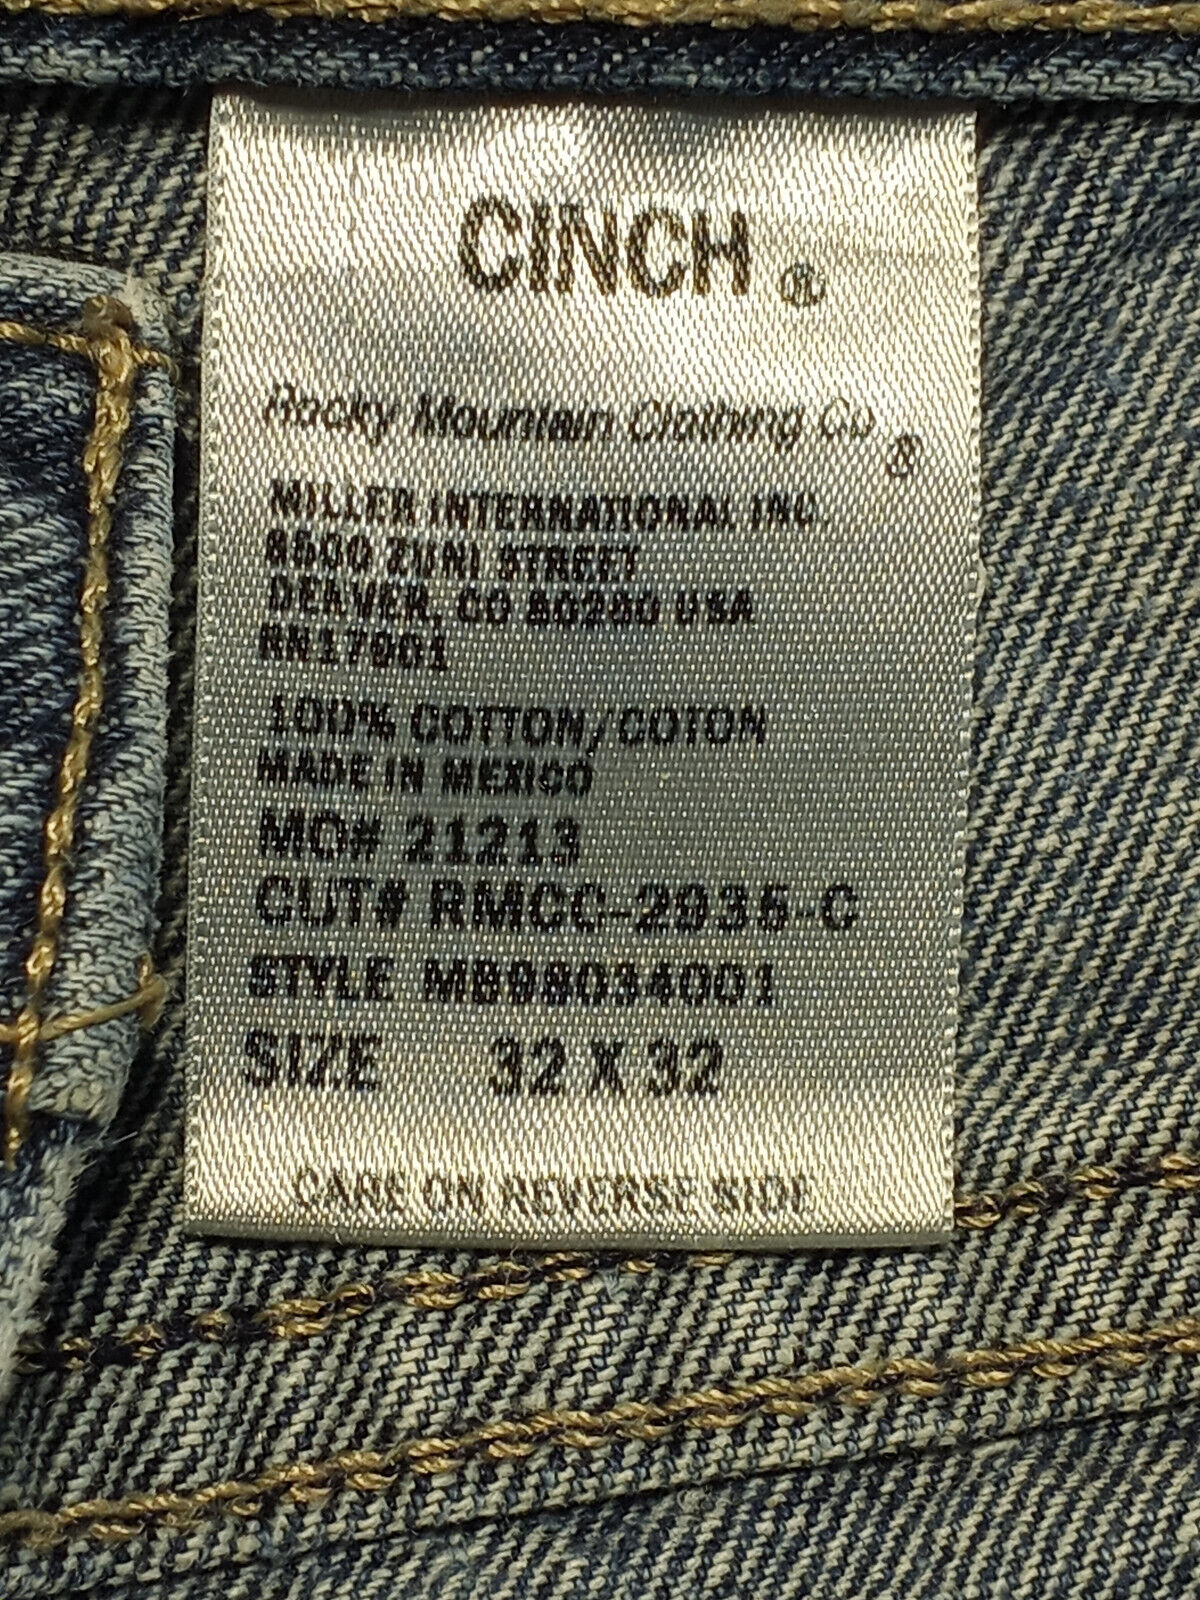 CINCH ®
Rocky Mountain Clothing Co ®
MILLER INTERNATIONAL INC
8500 ZUNI STREET
DENVER, CO 80260 USA
RN17901
100% COTTON/COTON
MADE IN MEXICO
MO# 21213
CUT# RMCC-2935-C
STYLE MB98034001
SIZE 32 X 32
CARE ON REVERSE SIDE